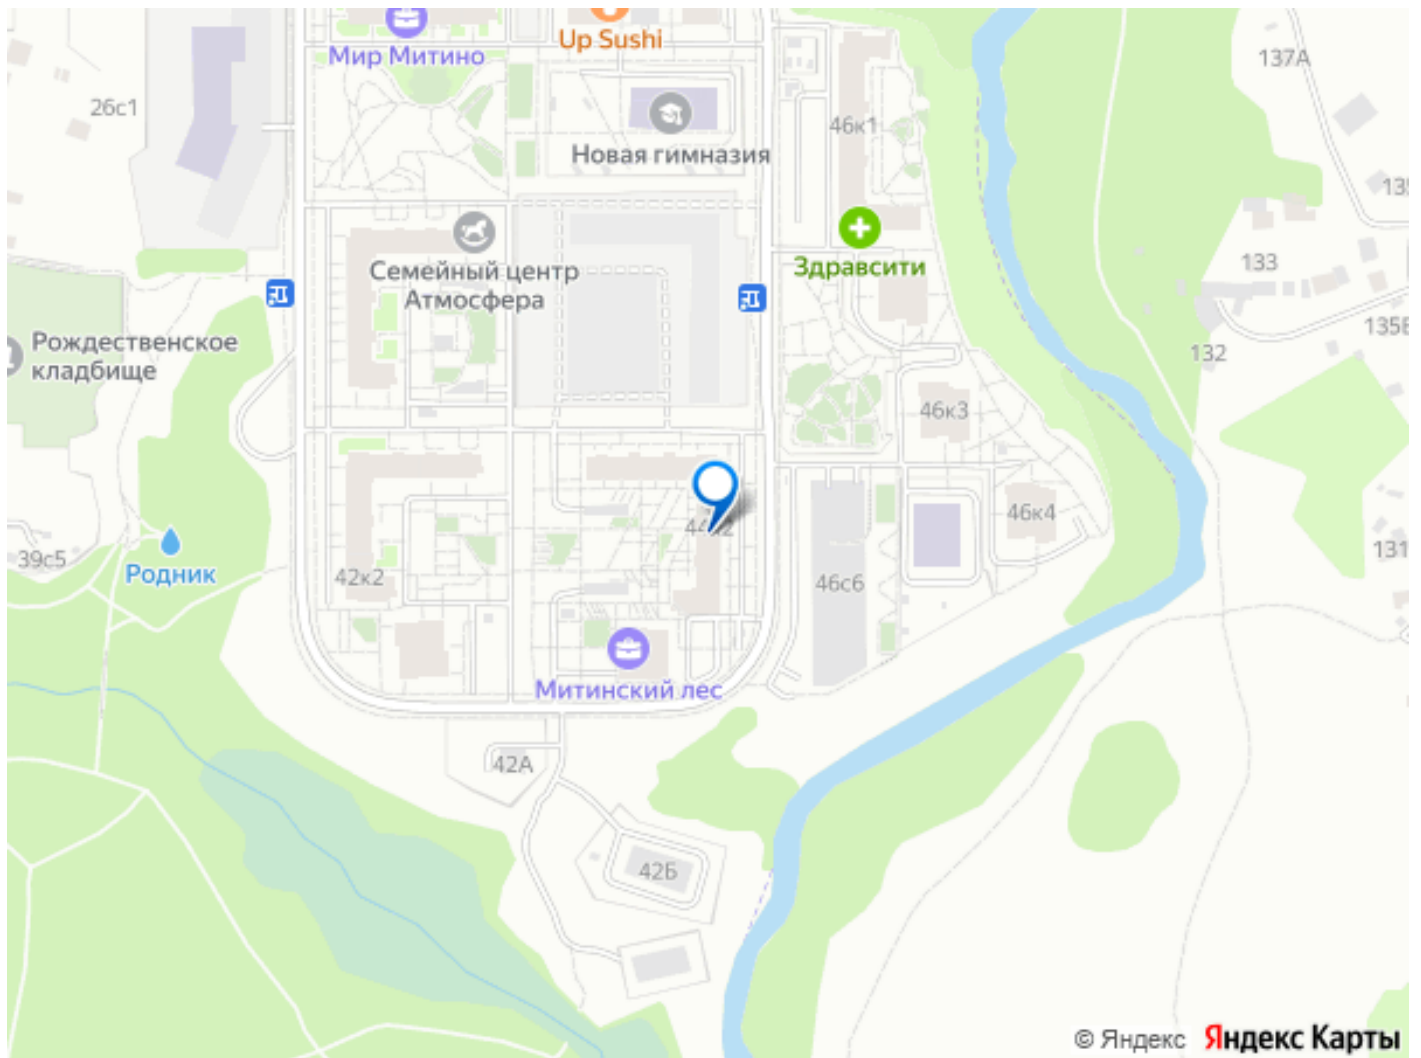 Мир Митино
Up Sushi
137А
26с1
46к1
Новая гимназия
Семейный центр
Атмосфера
Здравсити
133
135Б
Рождественское
кладбище
132
46к3
46к4
39с5
Родник
42к2
46с6
131
Митинский лес
42А
42Б
© Яндекс Яндекс Карты